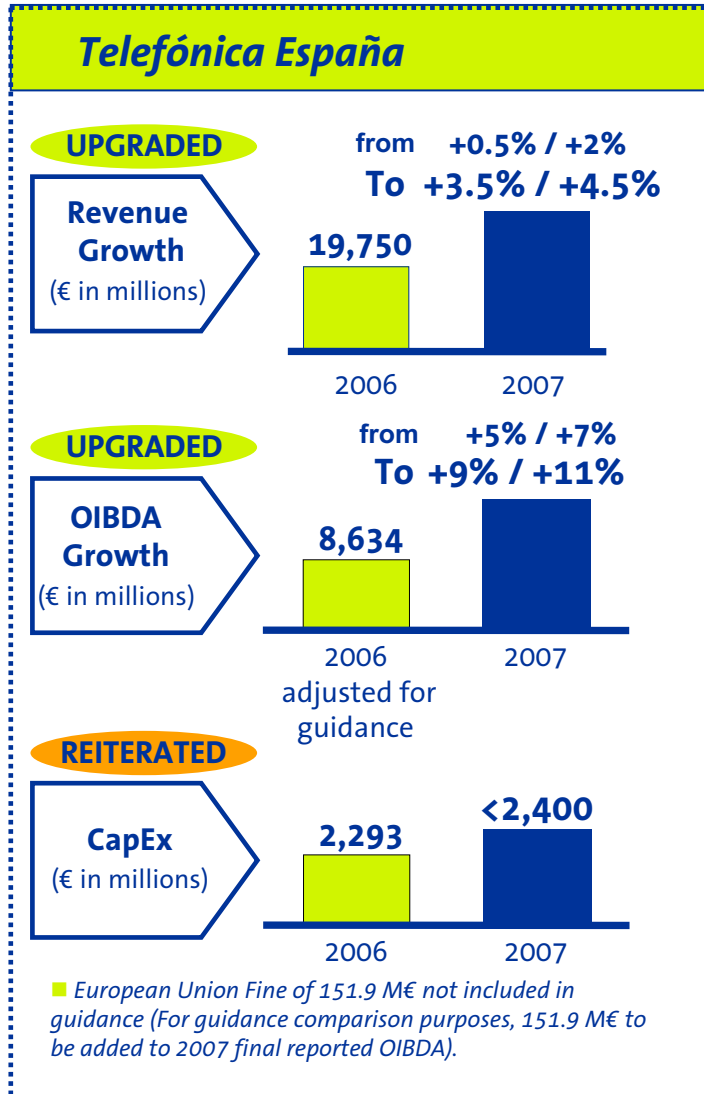 Telefónica España
UPGRADED
from +0.5% / +2%
To +3.5% / +4.5%
Revenue
Growth
(€ in millions)
19,750
2006 2007
UPGRADED
from +5% / +7%
To +9% / +11%
OIBDA
Growth
(€ in millions)
8,634
2006 2007
adjusted for
guidance
REITERATED
CapEx
(€ in millions)
2,293
<2,400
2006 2007
European Union Fine of 151.9 M€ not included in
guidance (For guidance comparison purposes, 151.9 M€ to
be added to 2007 final reported OIBDA).